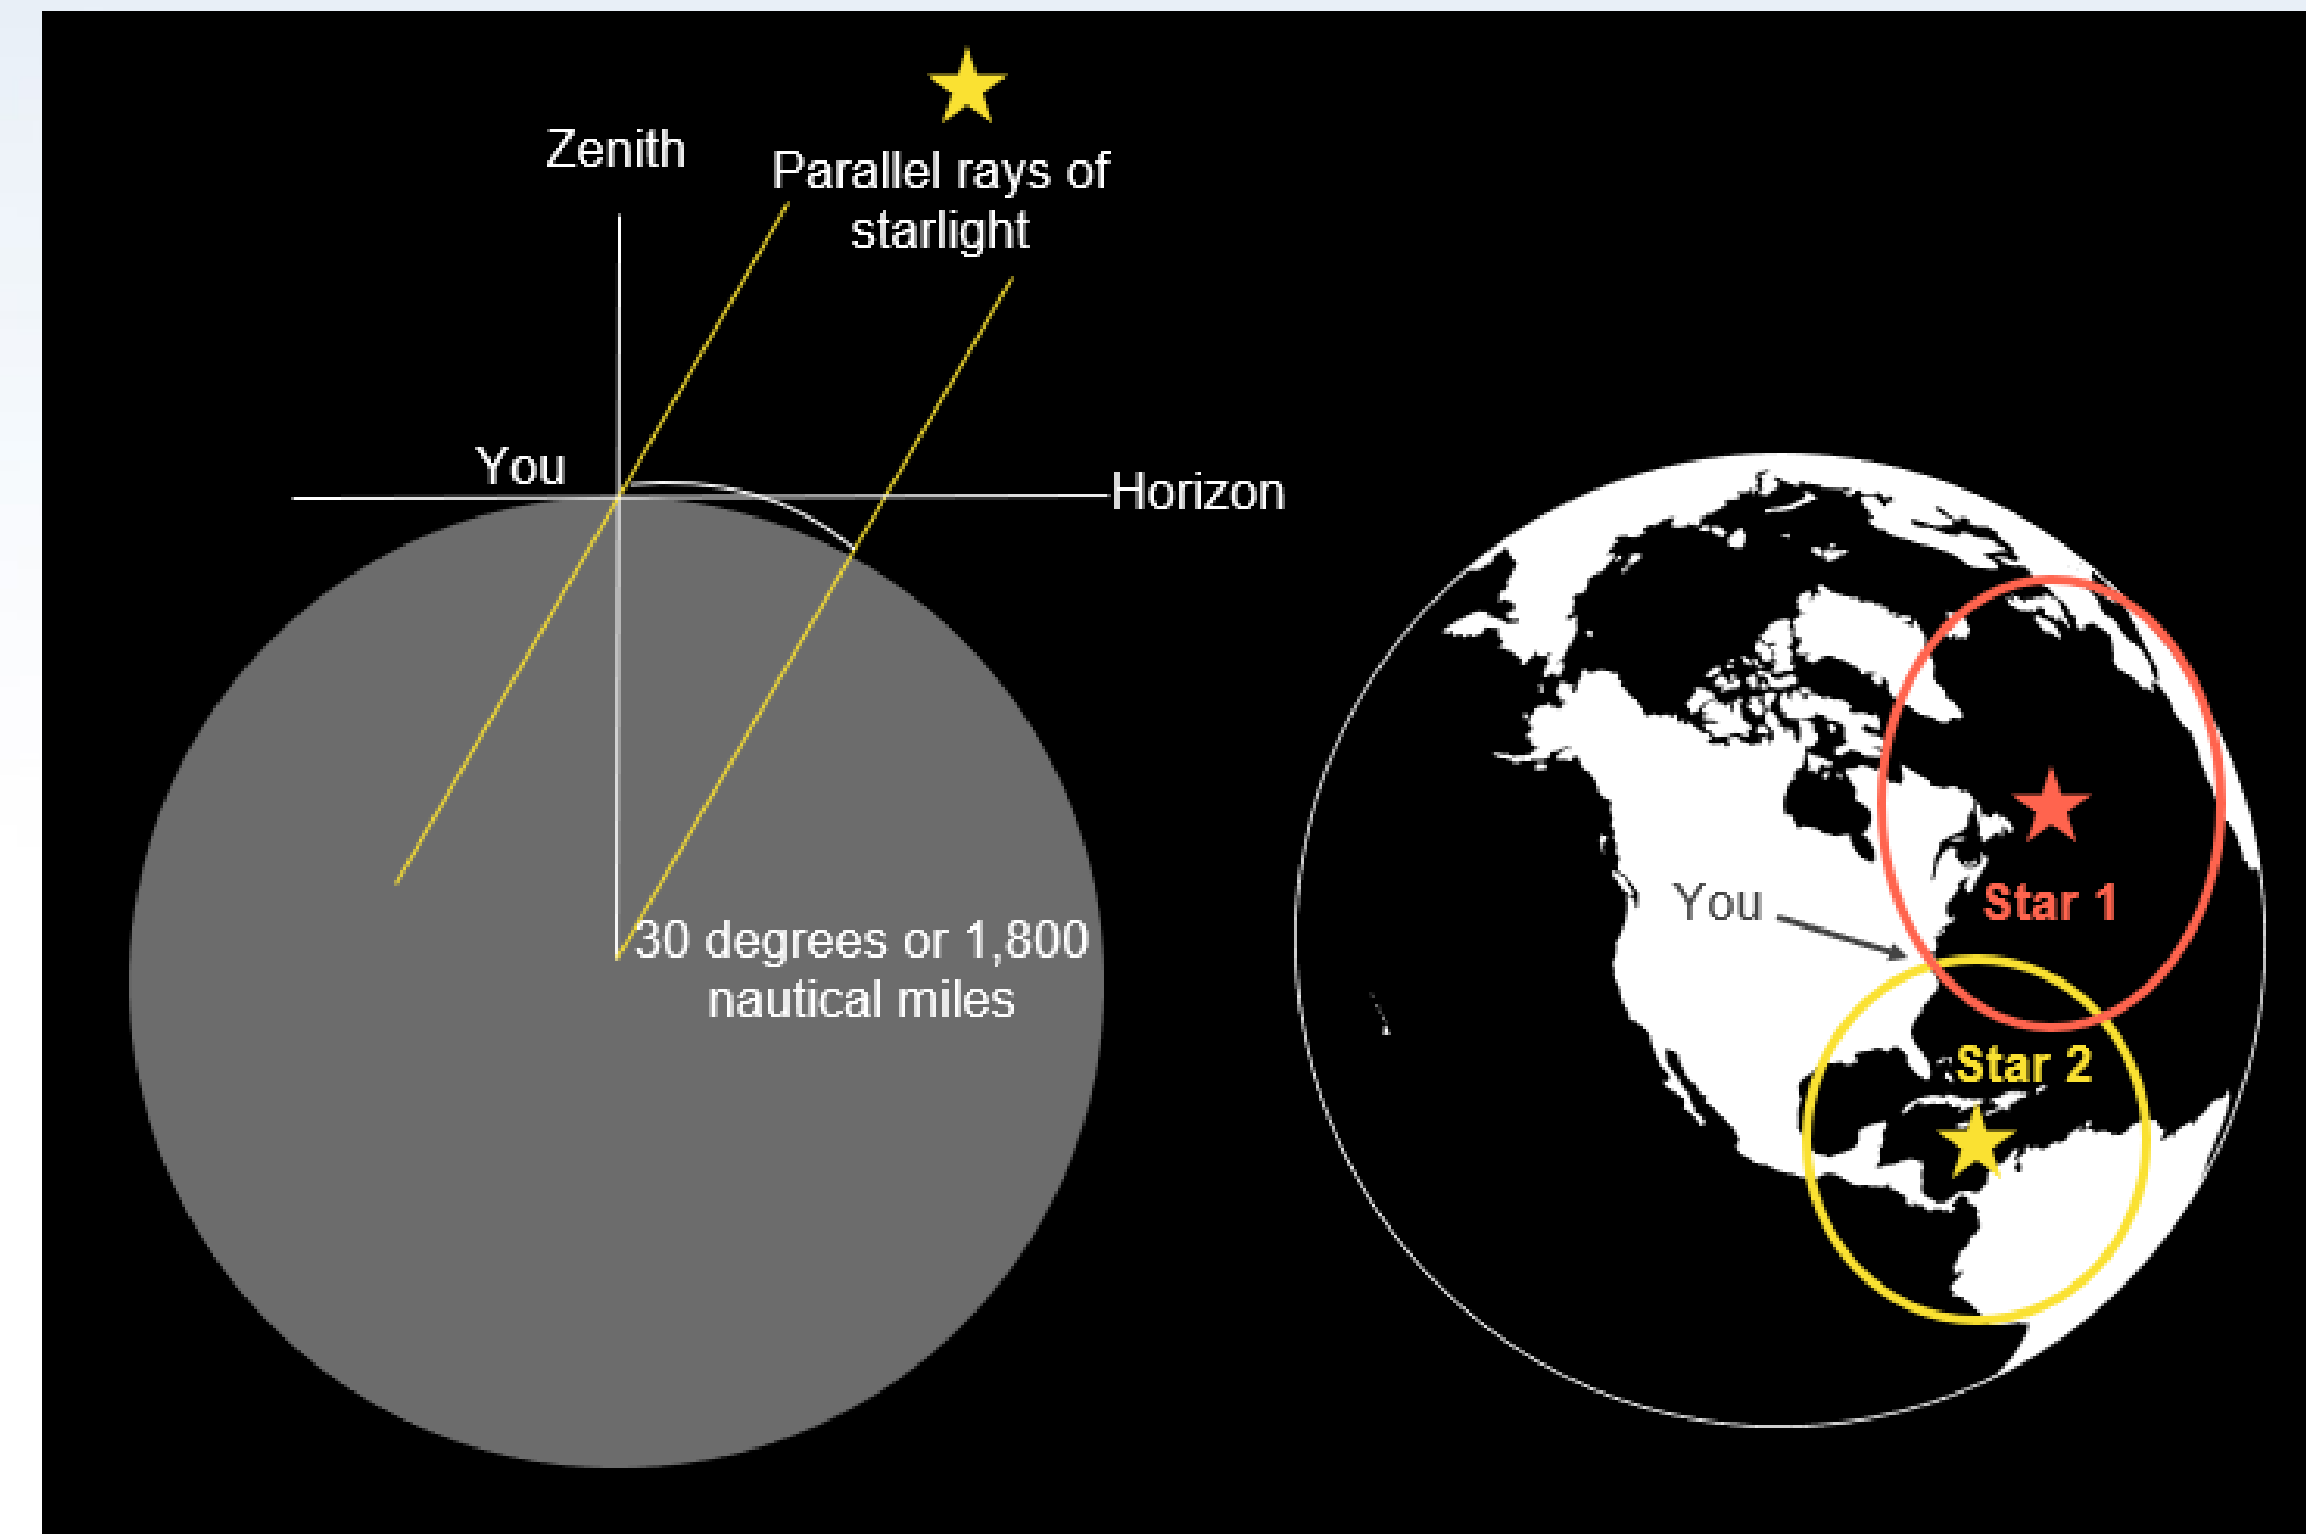 Zenith
Parallel rays of
starlight
You
Horizon
30 degrees or 1,800
nautical miles
You
Star 1
Star 2